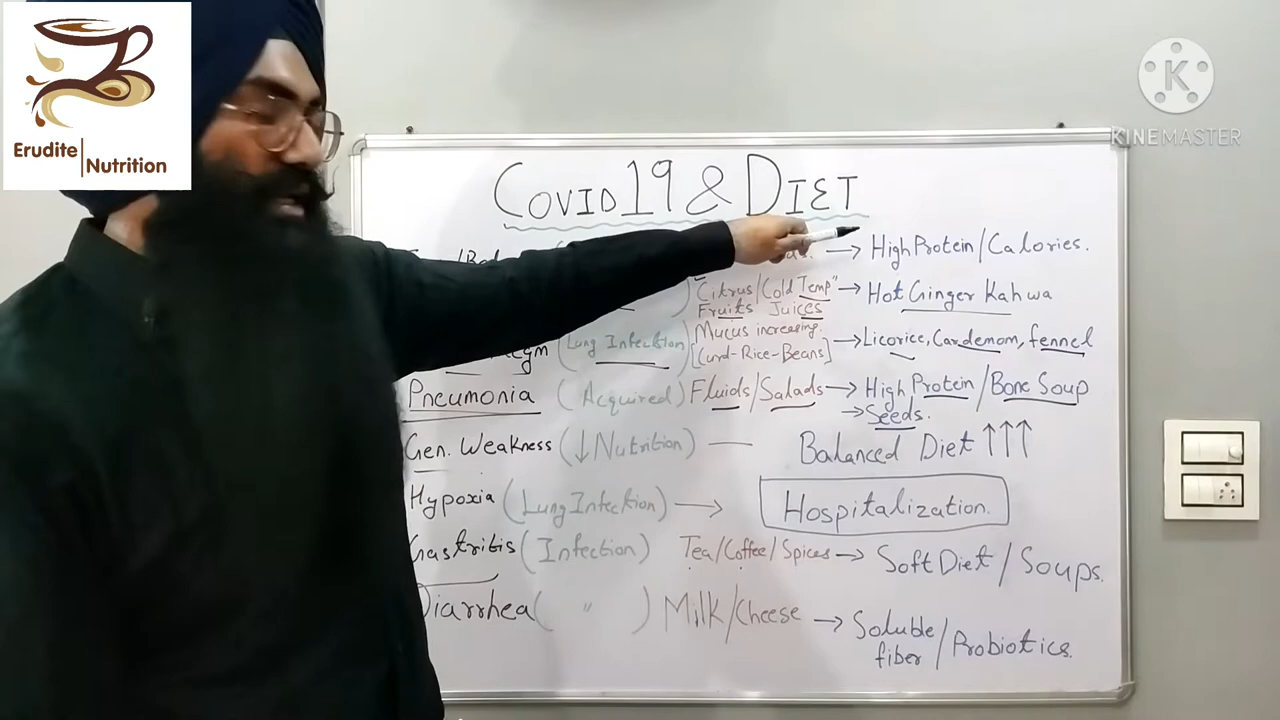 Erudite Nutrition
KINEMASTER
COVID 19 & DIET
→ High Protein/Calories.
Citrus/Cold Temp" → Hot Ginger Kahwa
Fruits Juices
(Lung Infection) Mucus increasing. → Licorice, Cardemom, fennel
[Curd-Rice-Beans]
Pneumonia (Acquired) Fluids/Salads → High Protein/Bone Soup
→ Seeds.
Gen. Weakness (↓ Nutrition) — Balanced Diet ↑↑↑
Hypoxia (Lung Infection) → Hospitalization.
Gastritis (Infection) Tea/Coffee/Spices → Soft Diet/Soups.
Diarrhea ( " ) Milk/Cheese → Soluble fiber/Probiotics.